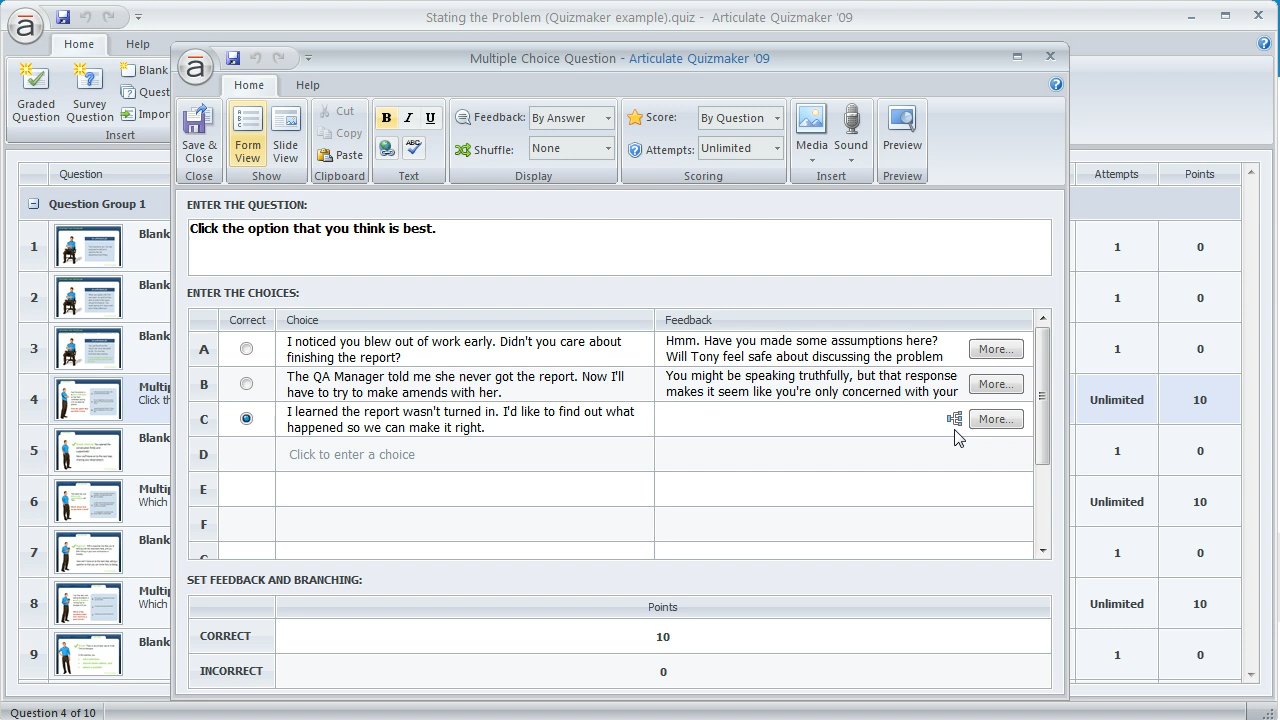 Stating the Problem (Quizmaker example).quiz - Articulate Quizmaker '09
Home Help
Graded Question
Survey Question
Blank
Quest
Impor
Insert
Multiple Choice Question - Articulate Quizmaker '09
Home Help
Save & Close
Close
Form View
Slide View
Show
Cut
Copy
Paste
Clipboard
B I U
ABC
Text
Feedback: By Answer
Shuffle: None
Display
Score: By Question
Attempts: Unlimited
Scoring
Media Sound
Insert
Preview
Preview
Question
Attempts Points
Question Group 1
1 Blank 1 0
2 Blank 1 0
3 Blank 1 0
4 Multip Unlimited 10
Click th
5 Blank 1 0
6 Multip Unlimited 10
Which
7 Blank 1 0
8 Multip Unlimited 10
Which
9 Blank 1 0
ENTER THE QUESTION:
Click the option that you think is best.
ENTER THE CHOICES:
Correct Choice Feedback
A I noticed you flew out of work early. Did
finishing the report?
Hmm. Have you made
Will Tony feel safe about discussing the problem
More...
B The QA Manager told me she never got the report. Now I'll
have to try to make amends with her.
You might be speaking truthfully, but that response
makes it seem like you're only concerned with your
More...
C I learned the report wasn't turned in. I'd like to find out what
happened so we can make it right.
More...
D Click to enter a choice
E
F
SET FEEDBACK AND BRANCHING:
Points
CORRECT 10
INCORRECT 0
Question 4 of 10